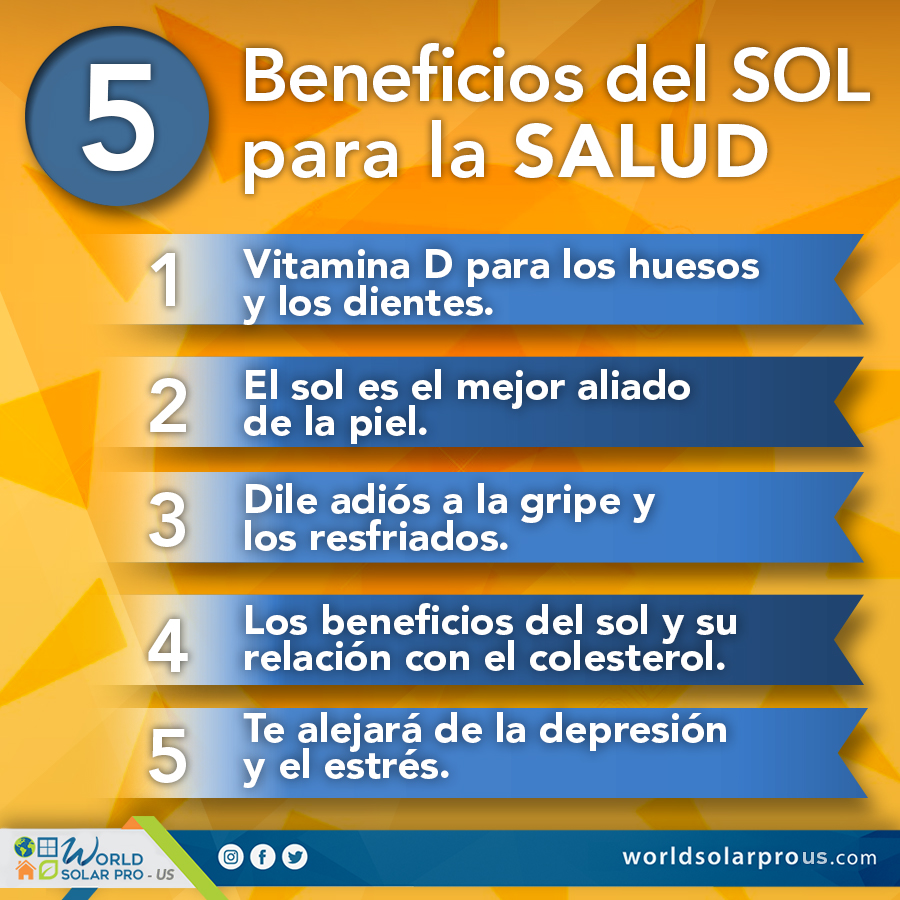 5
Beneficios del SOL
para la SALUD
1
Vitamina D para los huesos
y los dientes.
2
El sol es el mejor aliado
de la piel.
3
Dile adiós a la gripe y
los resfriados.
4
Los beneficios del sol y su
relación con el colesterol.
5
Te alejará de la depresión
y el estrés.
WORLD
SOLAR PRO - US
worldsolarprous.com